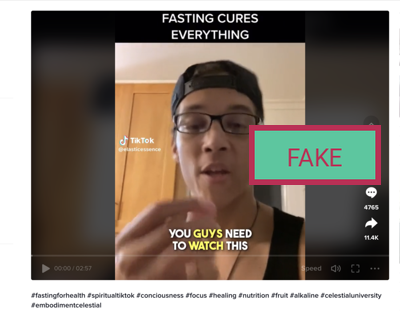 FASTING CURES
EVERYTHING
TikTok
FAKE
4765
11.4K
YOU GUYS NEED
TO WATCH THIS
00:00 / 02:57
Speed
#fastingforhealth #spiritualtiktok #conciousness #focus #healing #nutrition #fruit #alkaline #celestialuniversity
#embodimentcelestial